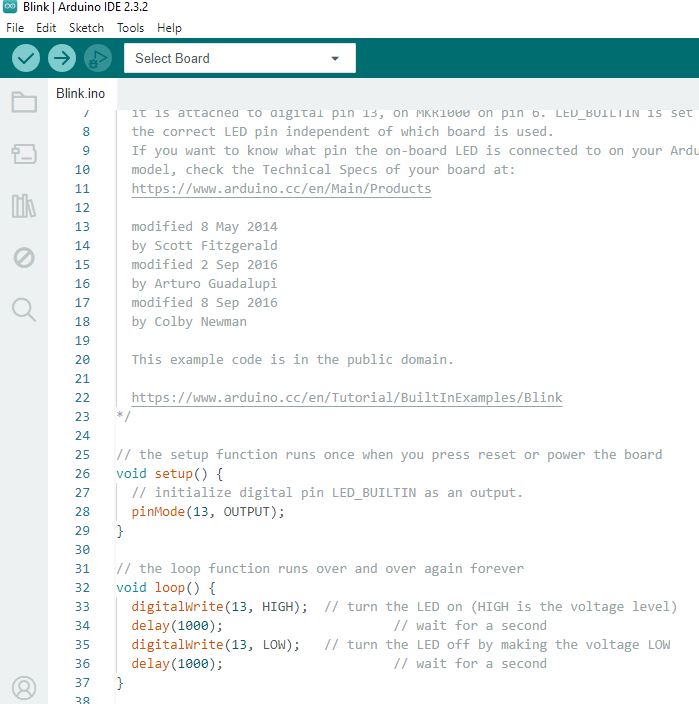 Blink | Arduino IDE 2.3.2
File Edit Sketch Tools Help
Select Board
Blink.ino
7 it is attached to digital pin 13, on MKR1000 on pin 6. LED_BUILTIN is set
8 the correct LED pin independent of which board is used.
9 If you want to know what pin the on-board LED is connected to on your Ardu
10 model, check the Technical Specs of your board at:
11 https://www.arduino.cc/en/Main/Products
12
13 modified 8 May 2014
14 by Scott Fitzgerald
15 modified 2 Sep 2016
16 by Arturo Guadalupi
17 modified 8 Sep 2016
18 by Colby Newman
19
20 This example code is in the public domain.
21
22 https://www.arduino.cc/en/Tutorial/BuiltInExamples/Blink
23 */
24
25 // the setup function runs once when you press reset or power the board
26 void setup() {
27 // initialize digital pin LED_BUILTIN as an output.
28 pinMode(13, OUTPUT);
29 }
30
31 // the loop function runs over and over again forever
32 void loop() {
33 digitalWrite(13, HIGH); // turn the LED on (HIGH is the voltage level)
34 delay(1000); // wait for a second
35 digitalWrite(13, LOW); // turn the LED off by making the voltage LOW
36 delay(1000); // wait for a second
37 }
38